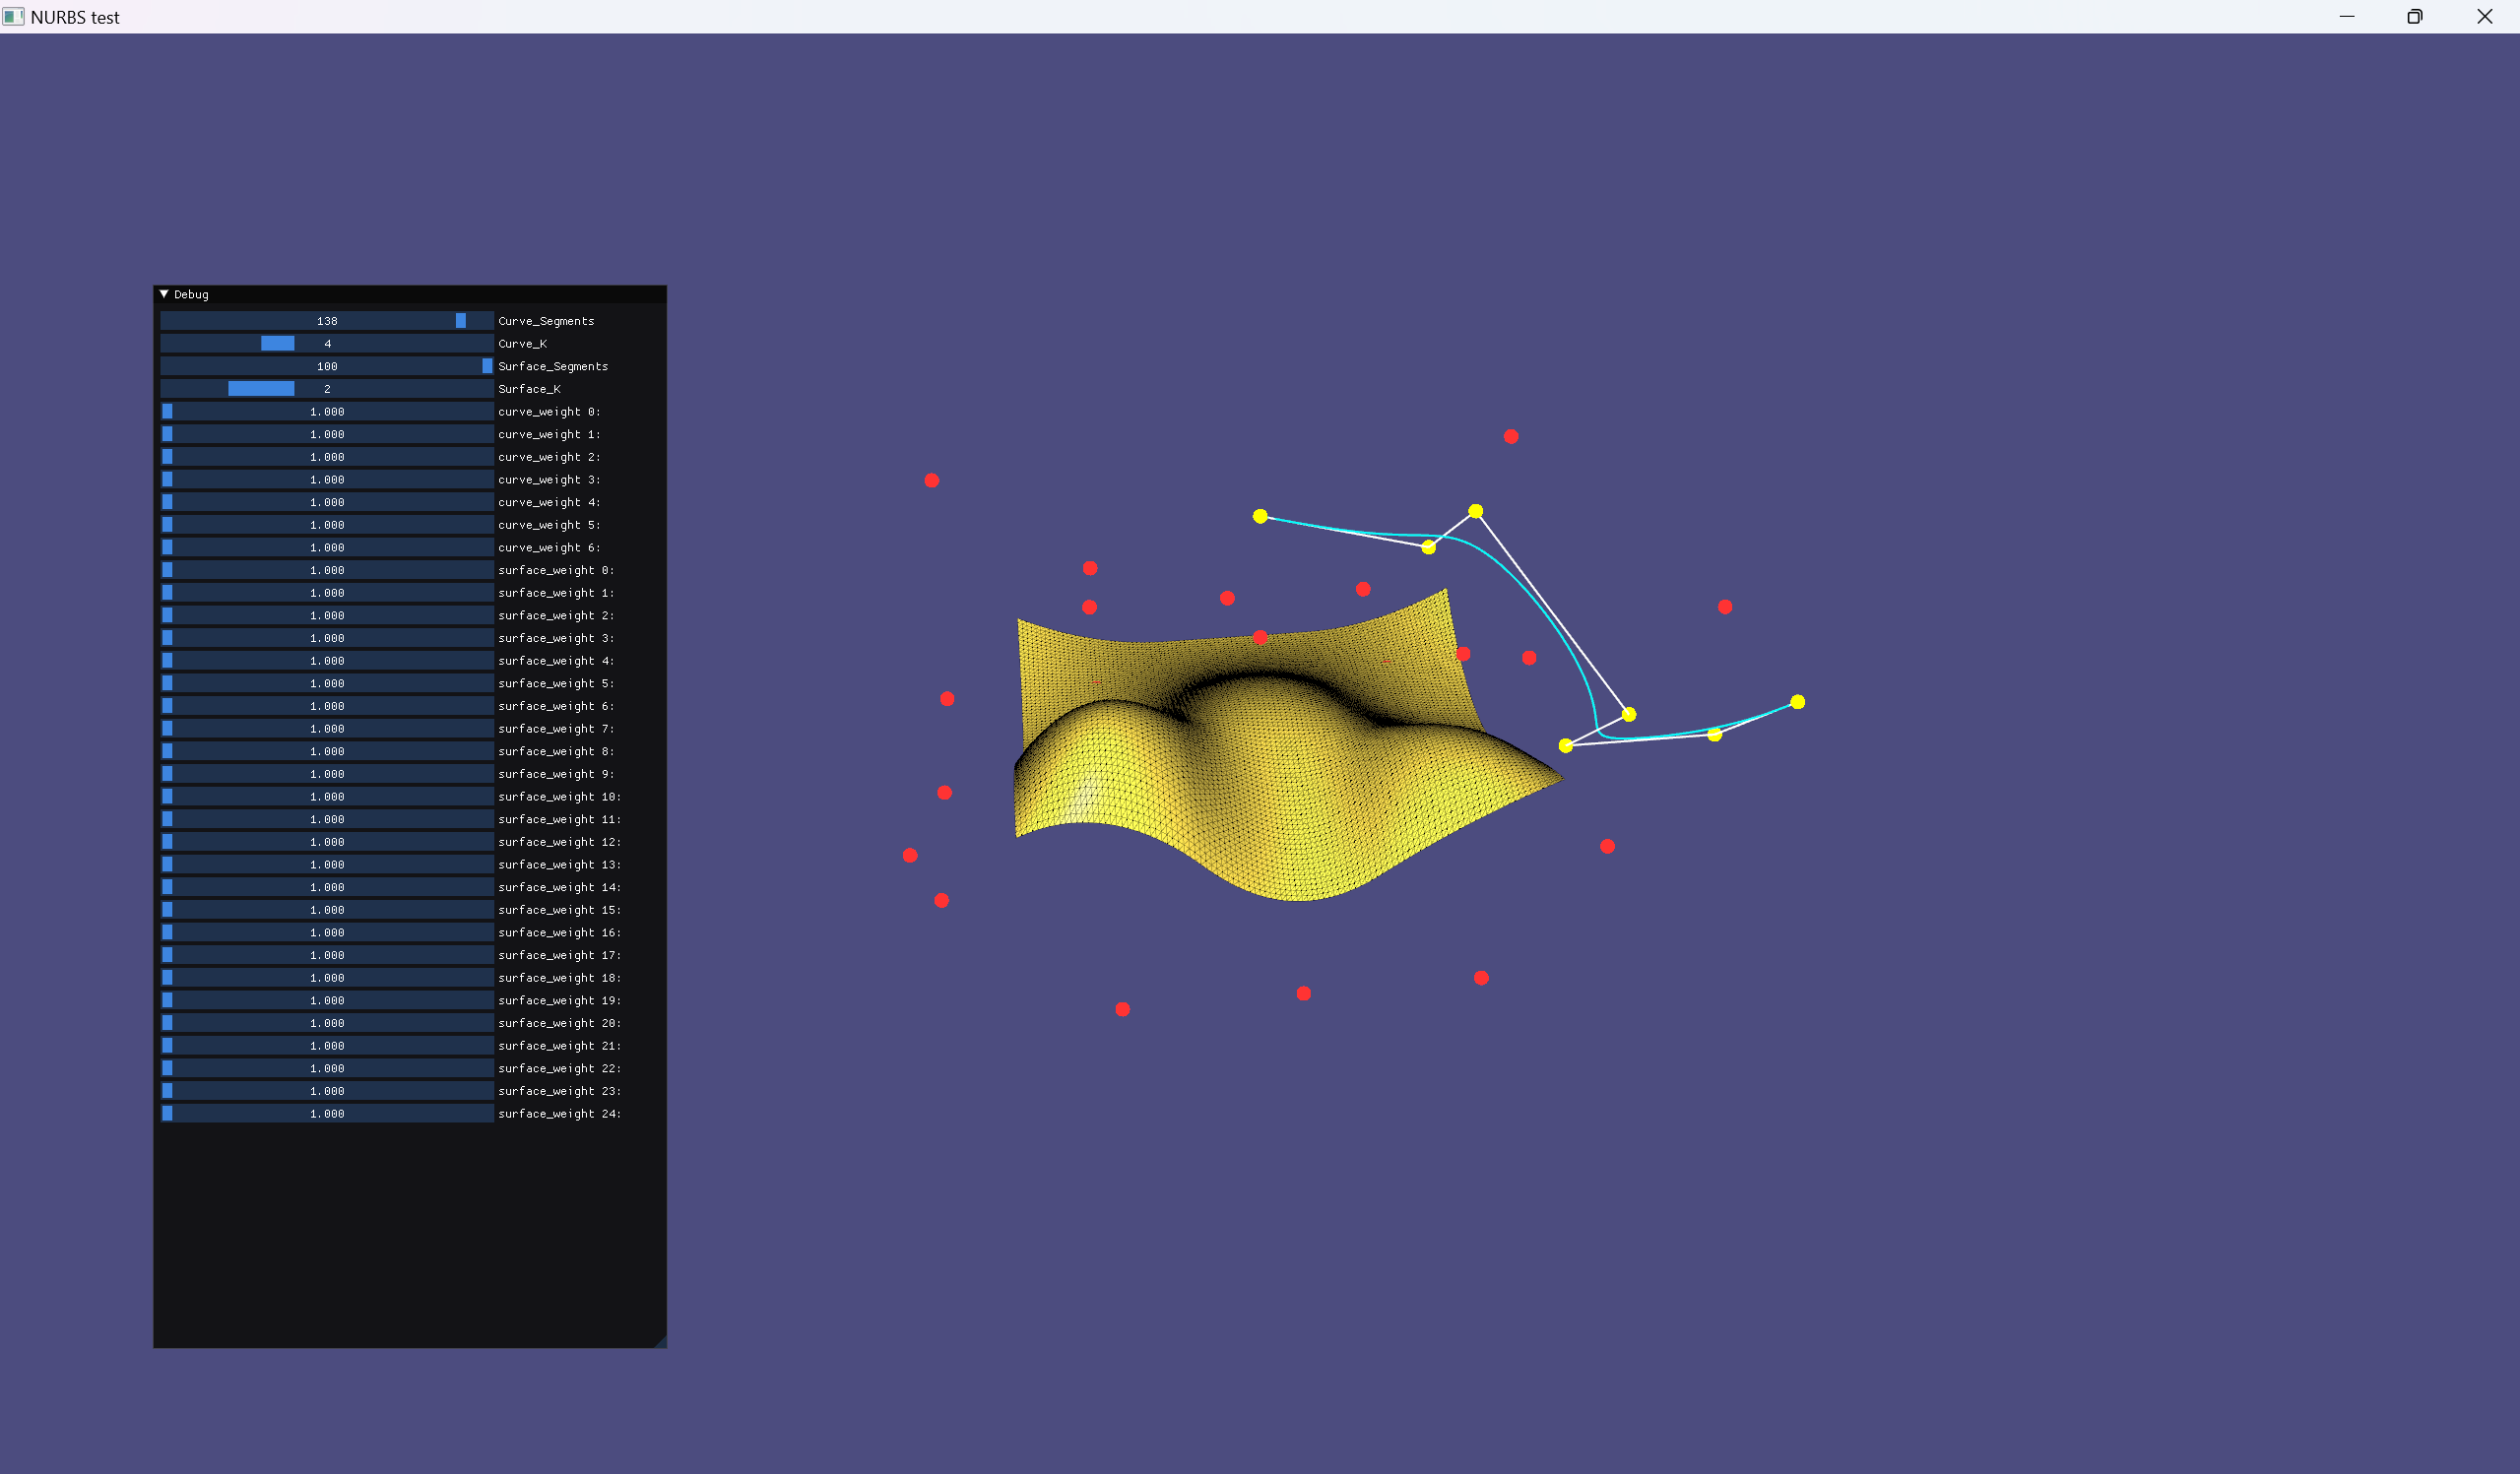 NURBS test
Debug
138 Curve_Segments
4 Curve_K
100 Surface_Segments
2 Surface_K
1.000 curve_weight 0:
1.000 curve_weight 1:
1.000 curve_weight 2:
1.000 curve_weight 3:
1.000 curve_weight 4:
1.000 curve_weight 5:
1.000 curve_weight 6:
1.000 surface_weight 0:
1.000 surface_weight 1:
1.000 surface_weight 2:
1.000 surface_weight 3:
1.000 surface_weight 4:
1.000 surface_weight 5:
1.000 surface_weight 6:
1.000 surface_weight 7:
1.000 surface_weight 8:
1.000 surface_weight 9:
1.000 surface_weight 10:
1.000 surface_weight 11:
1.000 surface_weight 12:
1.000 surface_weight 13:
1.000 surface_weight 14:
1.000 surface_weight 15:
1.000 surface_weight 16:
1.000 surface_weight 17:
1.000 surface_weight 18:
1.000 surface_weight 19:
1.000 surface_weight 20:
1.000 surface_weight 21:
1.000 surface_weight 22:
1.000 surface_weight 23:
1.000 surface_weight 24: